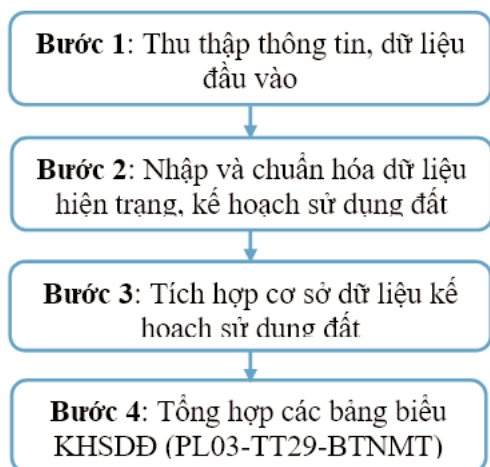 Bước 1: Thu thập thông tin, dữ liệu
đầu vào
Bước 2: Nhập và chuẩn hóa dữ liệu
hiện trạng, kế hoạch sử dụng đất
Bước 3: Tích hợp cơ sở dữ liệu kế
hoạch sử dụng đất
Bước 4: Tổng hợp các bảng biểu
KHSDĐ (PL03-TT29-BTNMT)